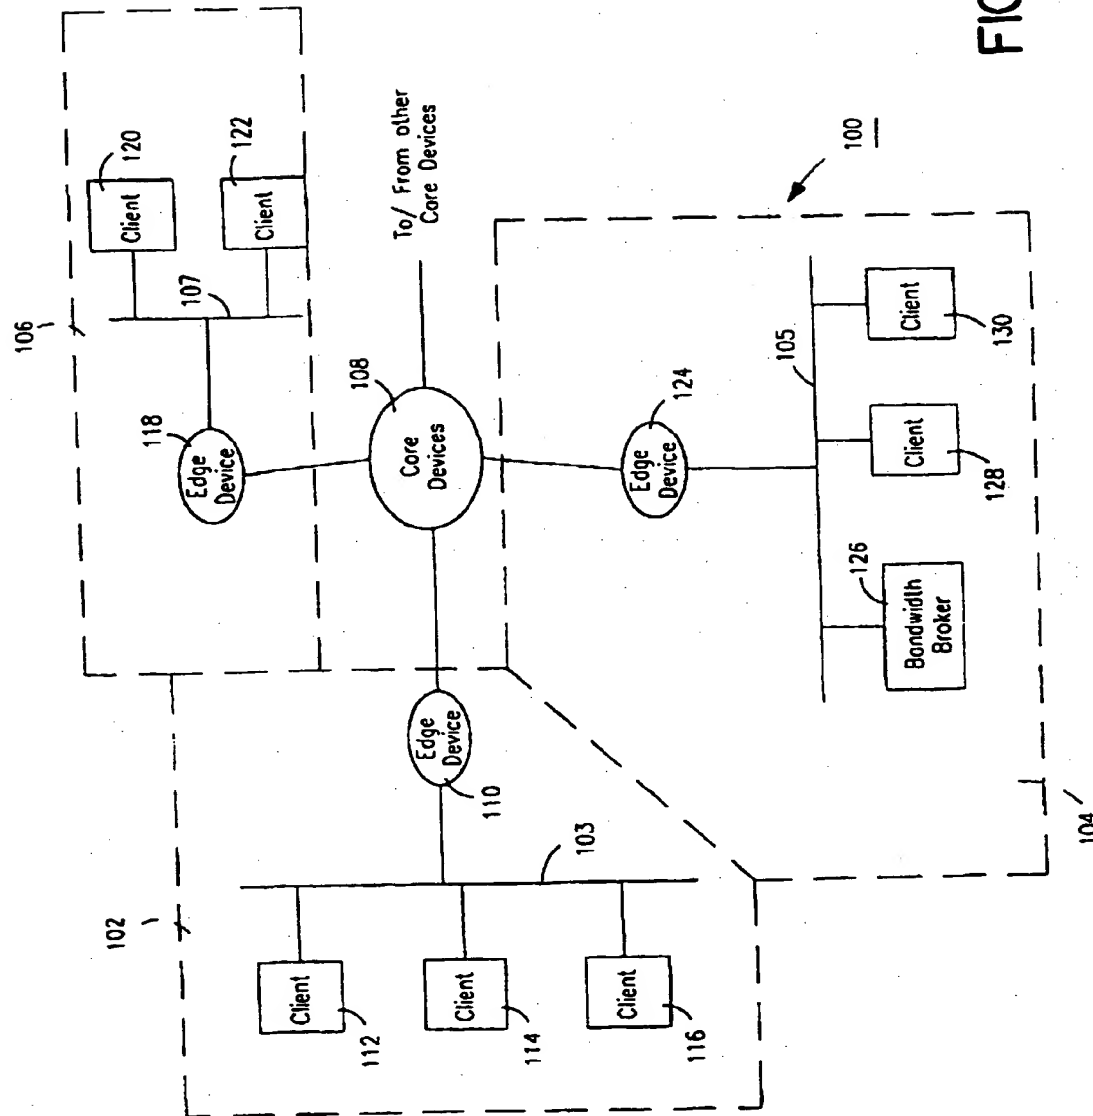 106
Client
120
Client
122
107
118
Edge
Device
To/ From other
Core Devices
108
Core
Devices
100
102
Edge
Device
110
103
Client
112
Client
114
Client
116
124
Edge
Device
105
126
Bandwidth
Broker
Client
128
Client
130
104
FIG